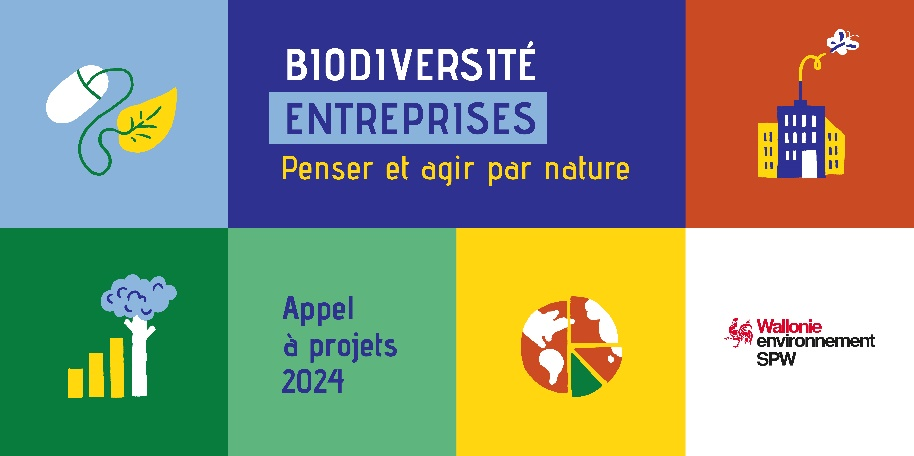 BIODIVERSITÉ
ENTREPRISES
Penser et agir par nature
Appel
à projets
2024
Wallonie
environnement
SPW